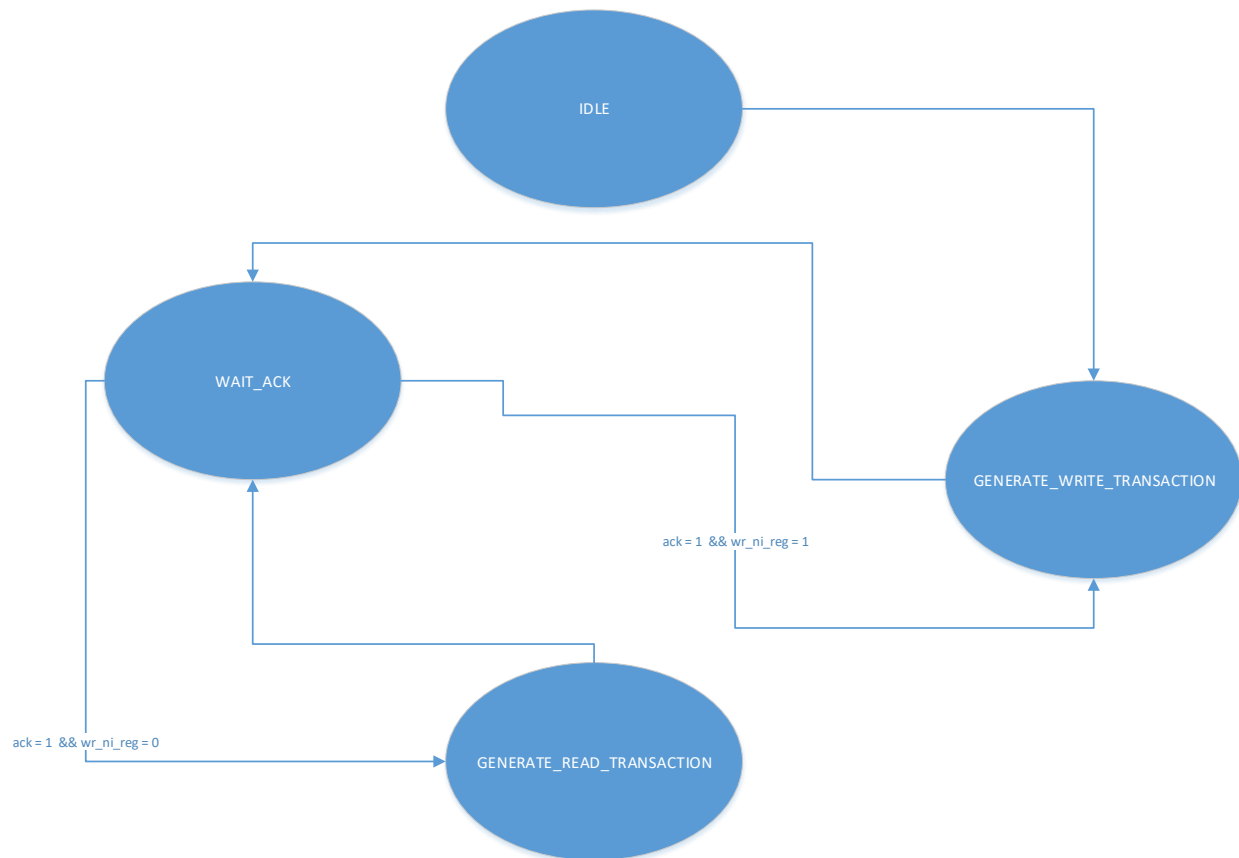 IDLE
WAIT_ACK
GENERATE_WRITE_TRANSACTION
ack = 1 && wr_ni_reg = 1
ack = 1 && wr_ni_reg = 0
GENERATE_READ_TRANSACTION